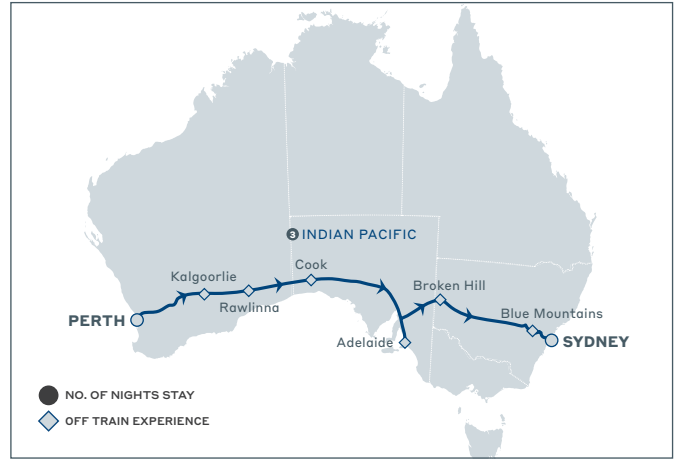 3 INDIAN PACIFIC
Cook
Kalgoorlie
Broken Hill
Rawlinna
Blue Mountains
PERTH
Adelaide
SYDNEY
NO. OF NIGHTS STAY
OFF TRAIN EXPERIENCE